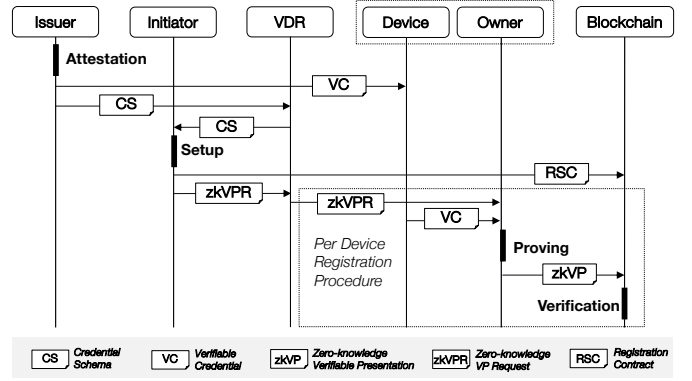 Issuer Initiator VDR Device Owner Blockchain
Attestation
VC
CS
CS
Setup
RSC
zkVPR
zkVPR
VC
Per Device
Registration
Procedure
Proving
zkVP
Verification
CS Credential Schema
VC Verifiable Credential
zkVP Zero-knowledge Verifiable Presentation
zkVPR Zero-knowledge VP Request
RSC Registration Contract